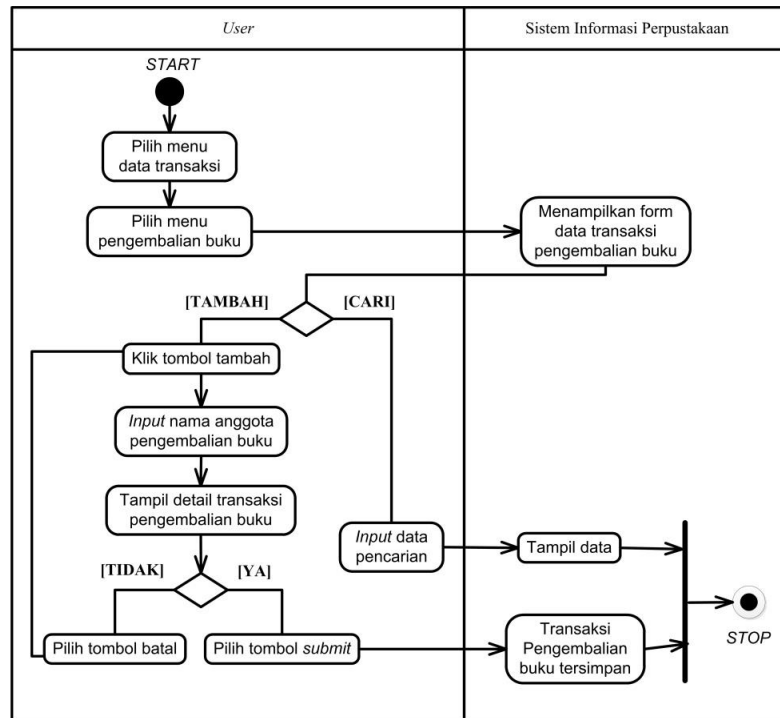 User
Sistem Informasi Perpustakaan
START
Pilih menu
data transaksi
Pilih menu
pengembalian buku
Menampilkan form
data transaksi
pengembalian buku
[TAMBAH]
[CARI]
Klik tombol tambah
Input nama anggota
pengembalian buku
Tampil detail transaksi
pengembalian buku
Input data
pencarian
Tampil data
[TIDAK]
[YA]
Pilih tombol batal
Pilih tombol submit
Transaksi
Pengembalian
buku tersimpan
STOP